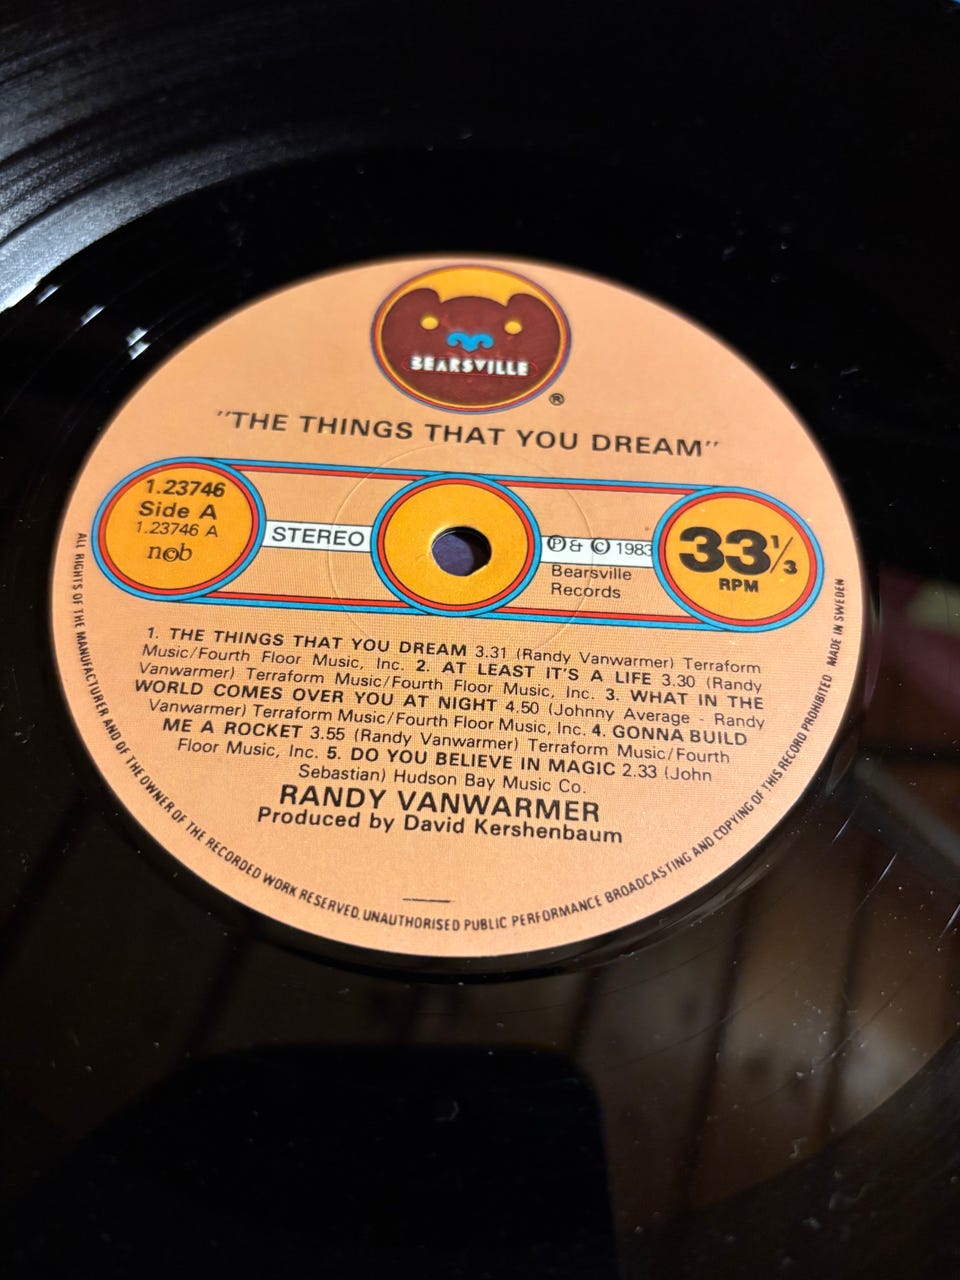 BEARSVILLE
®
"THE THINGS THAT YOU DREAM"
1.23746
Side A
1.23746 A
n©b
STEREO
Ⓟ & © 1983
Bearsville
Records
33 1/3
RPM
1. THE THINGS THAT YOU DREAM 3.31 (Randy Vanwarmer) Terraform
Music/Fourth Floor Music, Inc. 2. AT LEAST IT'S A LIFE 3.30 (Randy
Vanwarmer) Terraform Music/Fourth Floor Music, Inc. 3. WHAT IN THE
WORLD COMES OVER YOU AT NIGHT 4.50 (Johnny Average - Randy
Vanwarmer) Terraform Music/Fourth Floor Music, Inc. 4. GONNA BUILD
ME A ROCKET 3.55 (Randy Vanwarmer) Terraform Music/Fourth
Floor Music, Inc. 5. DO YOU BELIEVE IN MAGIC 2.33 (John
Sebastian) Hudson Bay Music Co.
RANDY VANWARMER
Produced by David Kershenbaum
ALL RIGHTS OF THE MANUFACTURER AND OF THE OWNER OF THE RECORDED WORK RESERVED. UNAUTHORISED PUBLIC PERFORMANCE BROADCASTING AND COPYING OF THIS RECORD PROHIBITED MADE IN SWEDEN